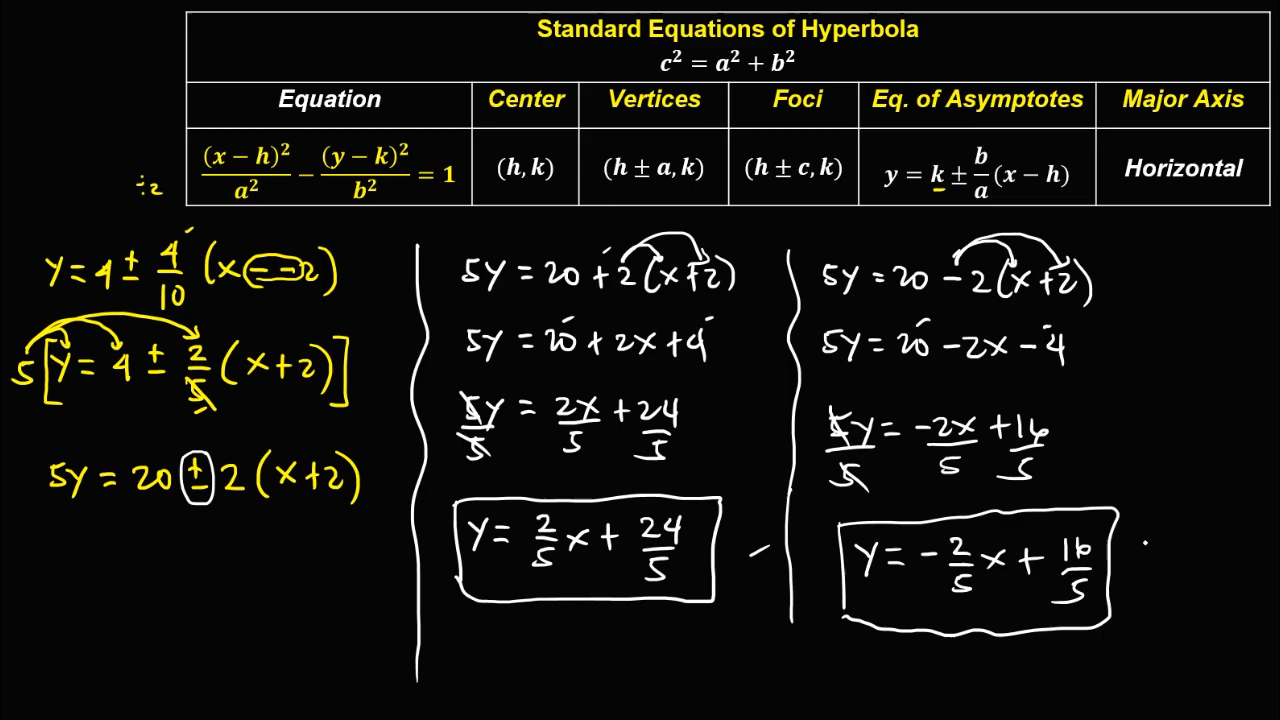 Standard Equations of Hyperbola
c² = a² + b²
Equation Center Vertices Foci Eq. of Asymptotes Major Axis
(x − h)²/a² − (y − k)²/b² = 1 (h, k) (h ± a, k) (h ± c, k) y = k ± b/a (x − h) Horizontal
÷2
y = 4 ± 4/10 (x − −2)
5[y = 4 ± 2/5 (x + 2)]
5y = 20 ± 2(x + 2)
5y = 20 + 2(x + 2)
5y = 20 + 2x + 4
5y/5 = 2x/5 + 24/5
y = 2/5 x + 24/5
5y = 20 − 2(x + 2)
5y = 20 − 2x − 4
5y/5 = −2x/5 + 16/5
y = −2/5 x + 16/5